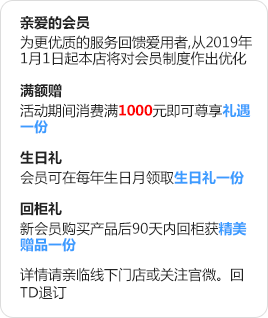 亲爱的会员
为更优质的服务回馈爱用者,从2019年
1月1日起本店将对会员制度作出优化
满额赠
活动期间消费满1000元即可尊享礼遇
一份
生日礼
会员可在每年生日月领取生日礼一份
回柜礼
新会员购买产品后90天内回柜获精美
赠品一份
详情请亲临线下门店或关注官微。回
TD退订